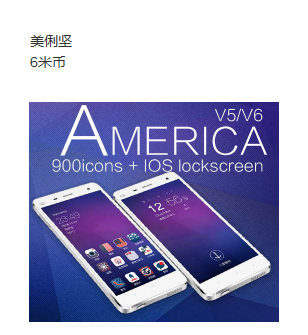 美俐坚
6米币
V5/V6
AMERICA
900icons + IOS lockscreen